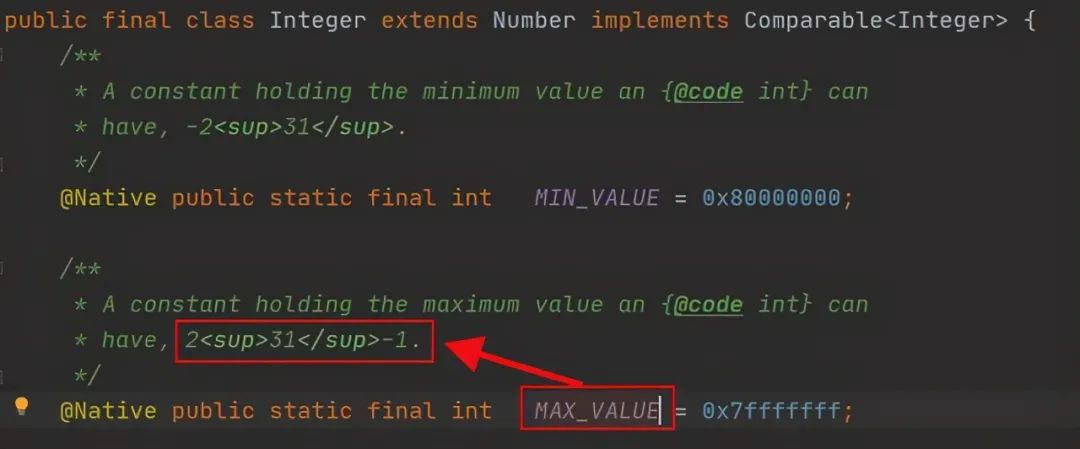 public final class Integer extends Number implements Comparable<Integer> {
/**
* A constant holding the minimum value an {@code int} can
* have, -2<sup>31</sup>.
*/
@Native public static final int   MIN_VALUE = 0x80000000;
/**
* A constant holding the maximum value an {@code int} can
* have, 2<sup>31</sup>-1.
*/
@Native public static final int   MAX_VALUE = 0x7fffffff;